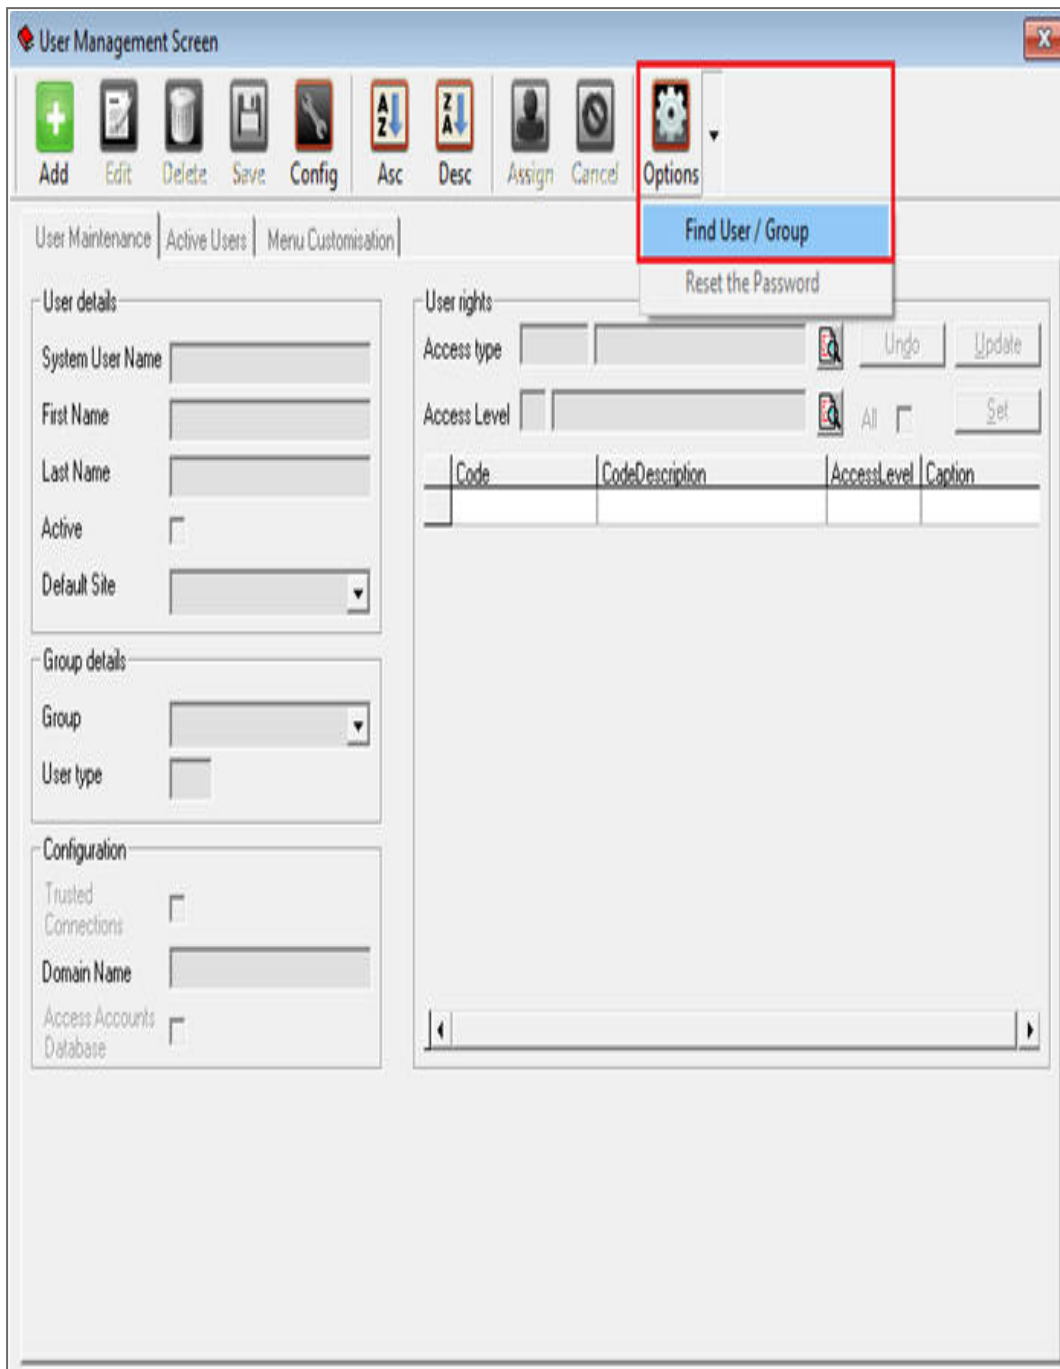 User Management Screen
Add Edit Delete Save Config Asc Desc Assign Cancel Options
Find User / Group
Reset the Password
User Maintenance Active Users Menu Customisation
User details
System User Name
First Name
Last Name
Active
Default Site
Group details
Group
User type
Configuration
Trusted
Connections
Domain Name
Access Accounts
Database
User rights
Access type Undo Update
Access Level All Set
Code CodeDescription AccessLevel Caption